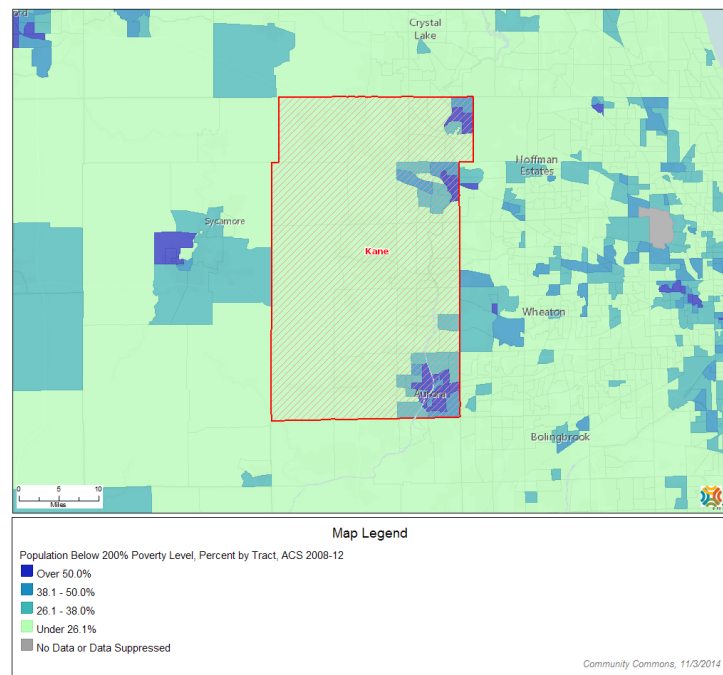 Crystal
Lake
Hoffman
Estates
Sycamore
Kane
Wheaton
Aurora
Bolingbrook
0 5 10
Miles
Map Legend
Population Below 200% Poverty Level, Percent by Tract, ACS 2008-12
Over 50.0%
38.1 - 50.0%
26.1 - 38.0%
Under 26.1%
No Data or Data Suppressed
Community Commons, 11/3/2014